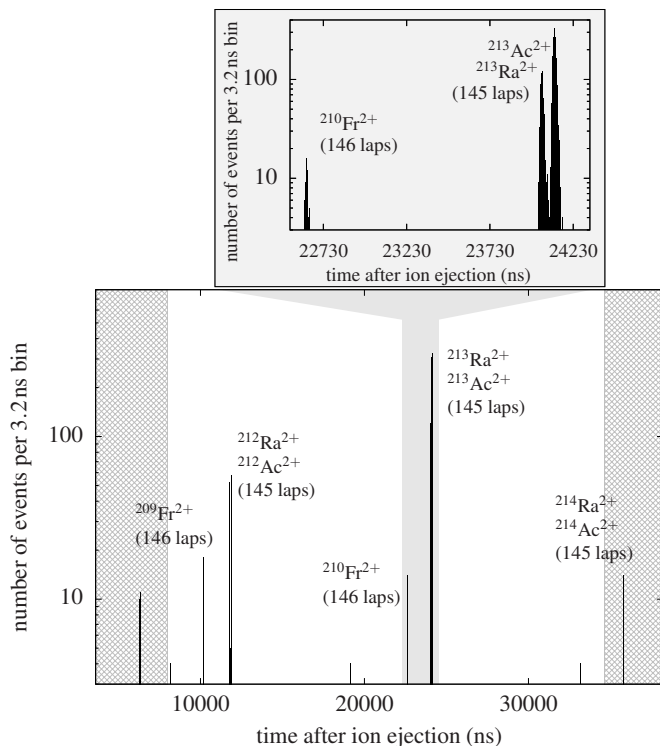 number of events per 3.2 ns bin
100
10
²¹⁰Fr²⁺
(146 laps)
²¹³Ac²⁺
²¹³Ra²⁺
(145 laps)
22730 23230 23730 24230
time after ion ejection (ns)
number of events per 3.2 ns bin
100
10
²⁰⁹Fr²⁺
(146 laps)
²¹²Ra²⁺
²¹²Ac²⁺
(145 laps)
²¹⁰Fr²⁺
(146 laps)
²¹³Ra²⁺
²¹³Ac²⁺
(145 laps)
²¹⁴Ra²⁺
²¹⁴Ac²⁺
(145 laps)
10000 20000 30000
time after ion ejection (ns)